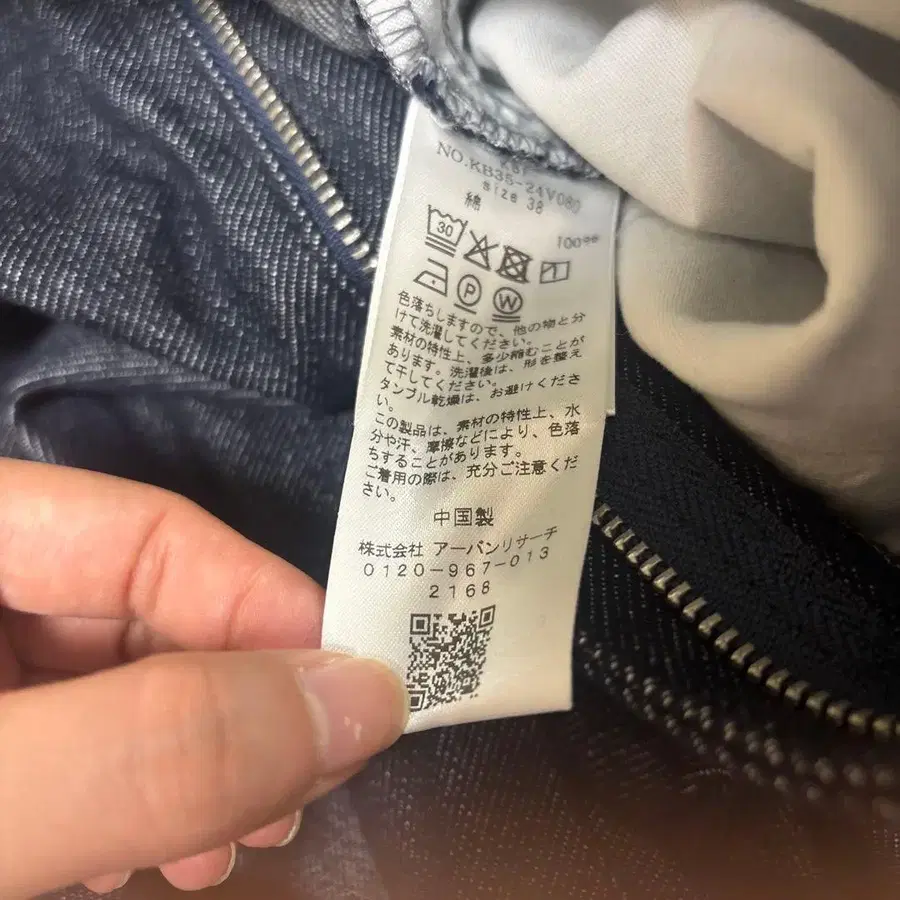 KBF
NO.KB35-24V080
size 38
綿 100%
30
P W
色落ちしますので、他の物と分
けて洗濯してください。
素材の特性上、多少縮むことが
あります。洗濯後は、形を整え
て干してください。
タンブル乾燥は、お避けくださ
い。
この製品は、素材の特性上、水
分や汗、摩擦などにより、色落
ちすることがあります。
ご着用の際は、充分ご注意くだ
さい。
中国製
株式会社 アーバンリサーチ
0120-967-013
2168